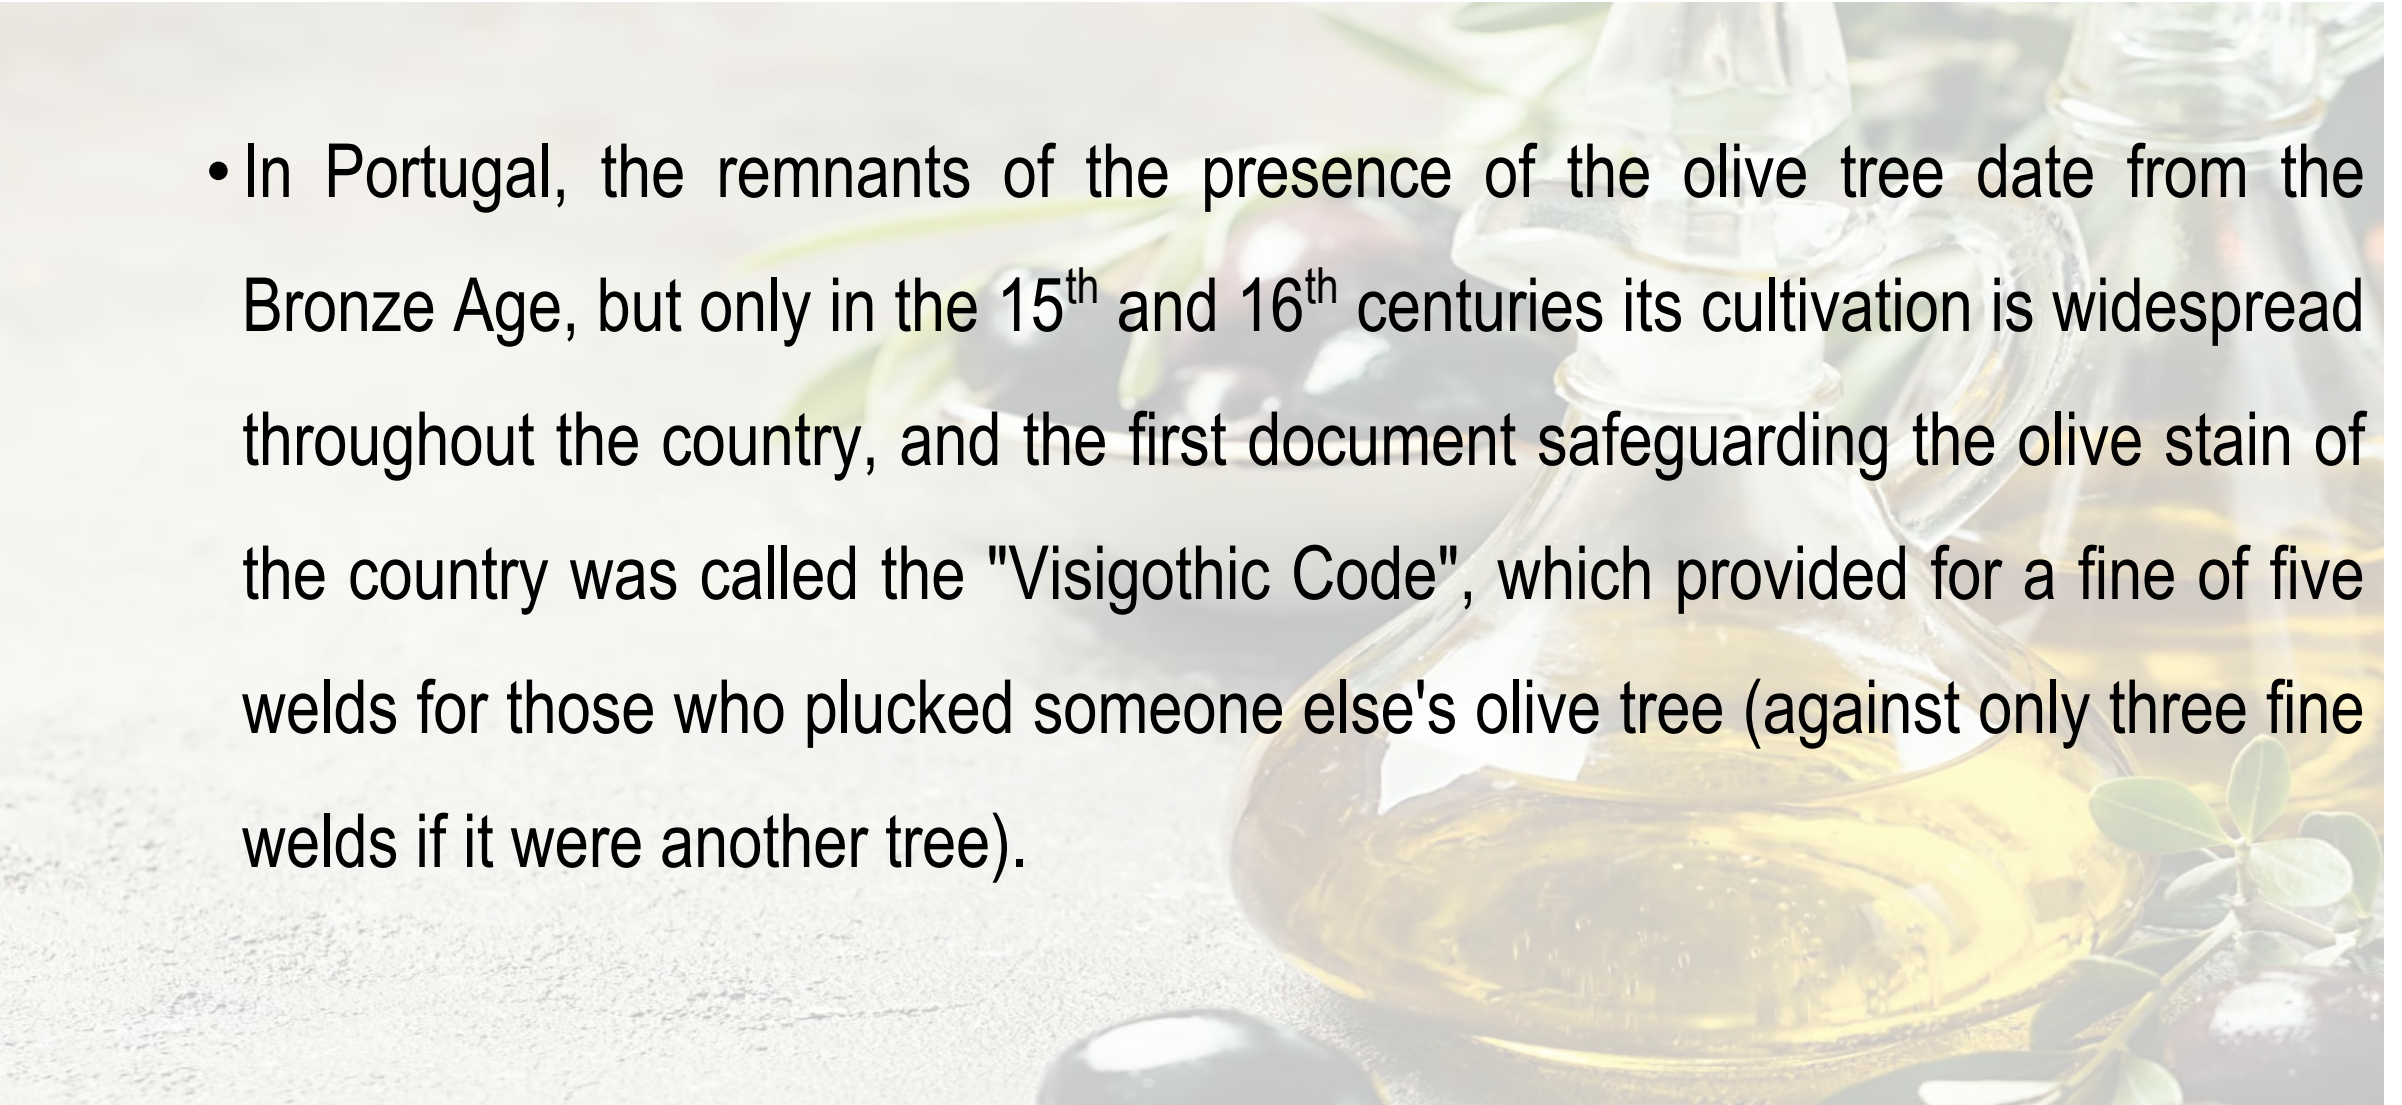 • In Portugal, the remnants of the presence of the olive tree date from the
Bronze Age, but only in the 15th and 16th centuries its cultivation is widespread
throughout the country, and the first document safeguarding the olive stain of
the country was called the "Visigothic Code", which provided for a fine of five
welds for those who plucked someone else's olive tree (against only three fine
welds if it were another tree).